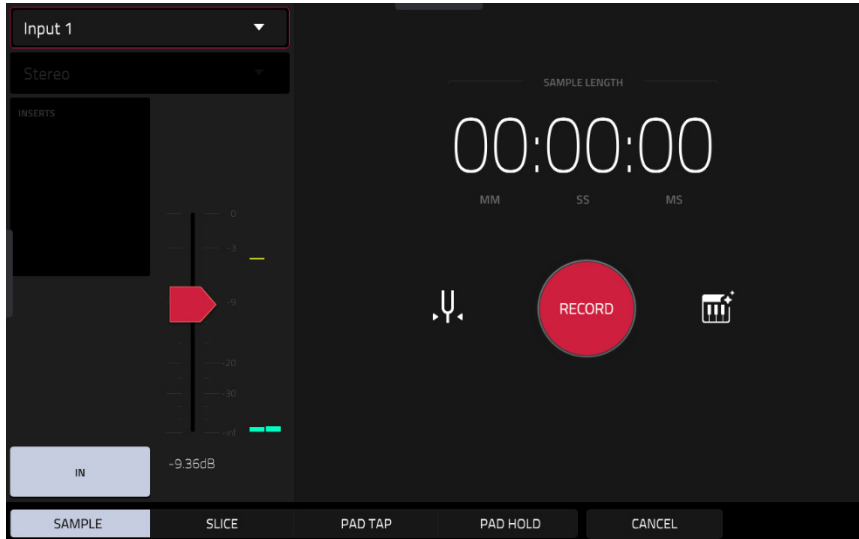 Input 1
Stereo
INSERTS
0
-3
-9
-20
-30
-inf
-9.36dB
IN
SAMPLE LENGTH
00:00:00
MM SS MS
RECORD
SAMPLE SLICE PAD TAP PAD HOLD CANCEL